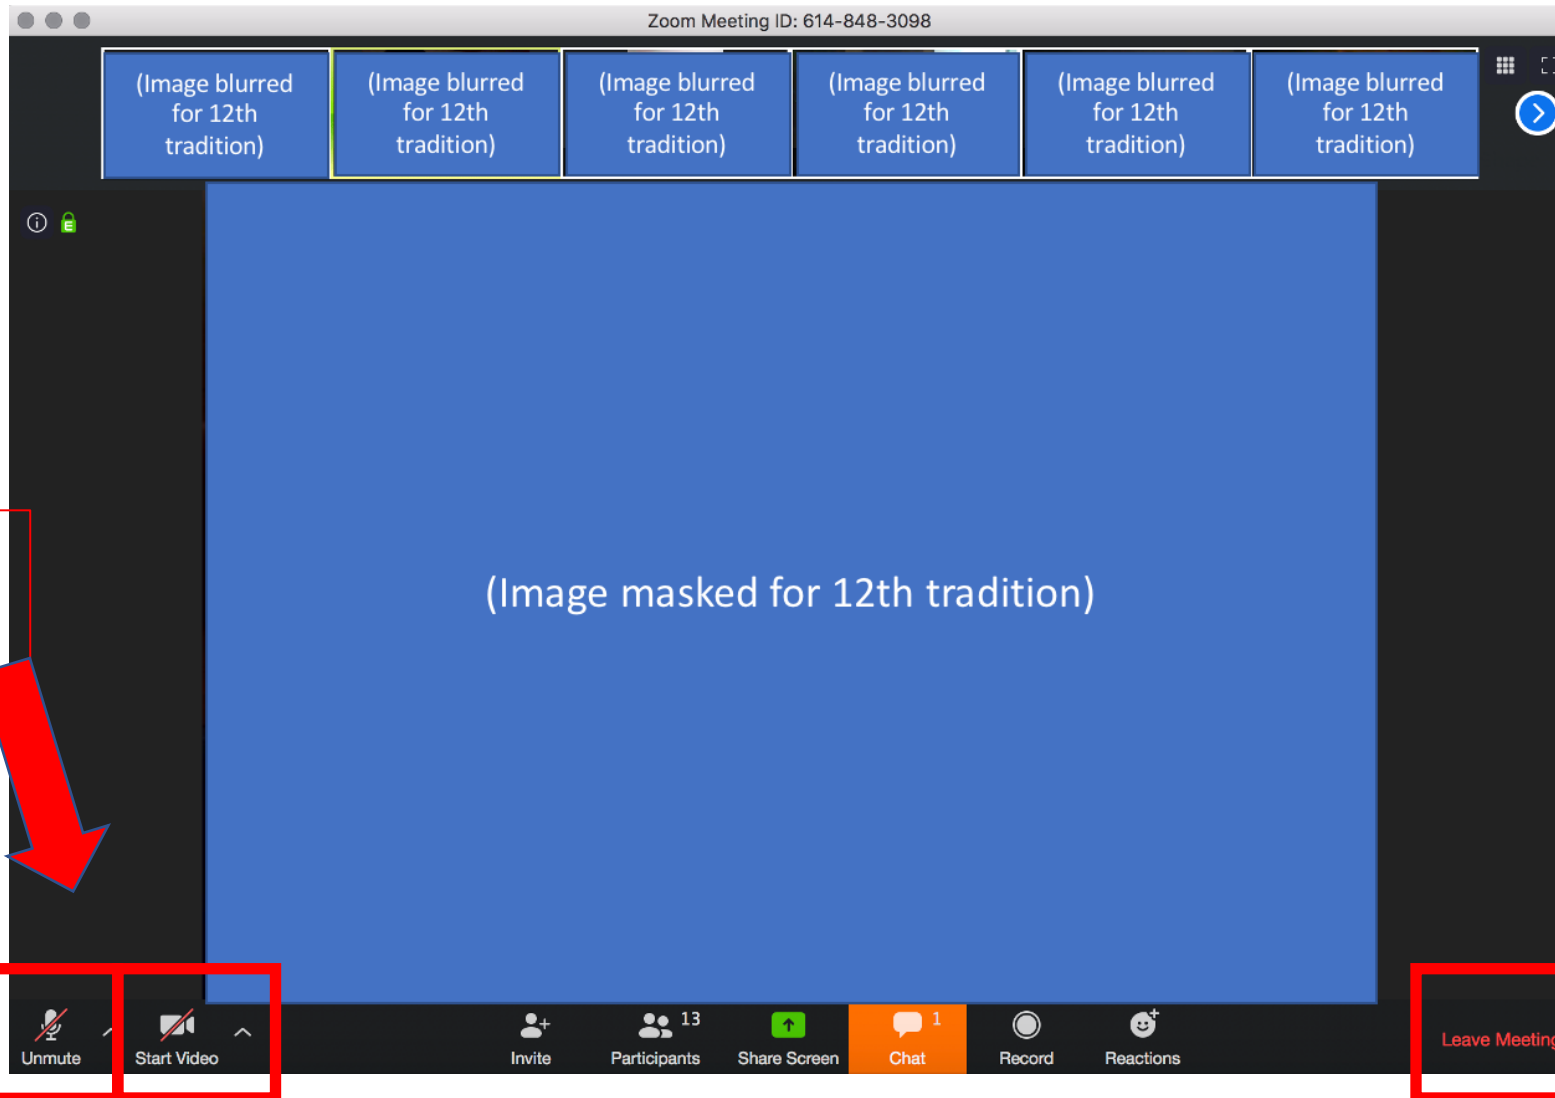 Zoom Meeting ID: 614-848-3098
(Image blurred
for 12th
tradition)
(Image blurred
for 12th
tradition)
(Image blurred
for 12th
tradition)
(Image blurred
for 12th
tradition)
(Image blurred
for 12th
tradition)
(Image blurred
for 12th
tradition)
E
(Image masked for 12th tradition)
Unmute
Start Video
Invite
13
Participants
Share Screen
1
Chat
Record
Reactions
Leave Meeting